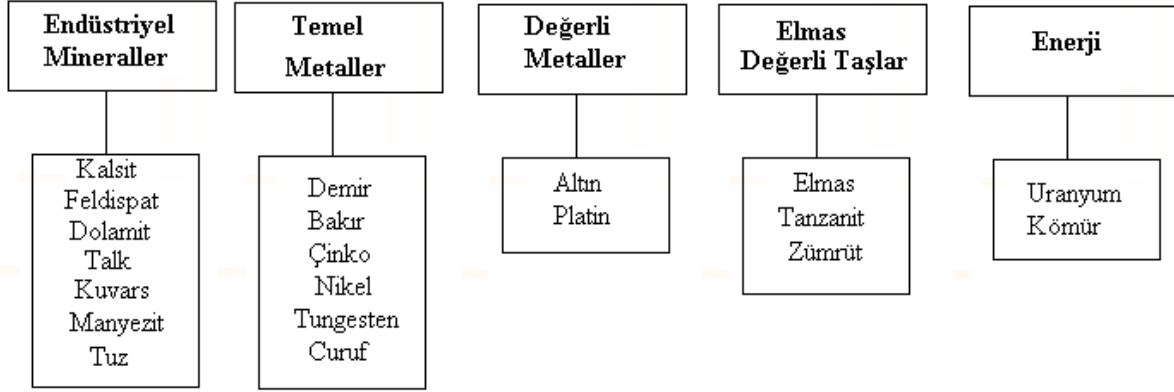 Endüstriyel
Mineraller
Kalsit
Feldispat
Dolamit
Talk
Kuvars
Manyezit
Tuz
Temel
Metaller
Demir
Bakır
Çinko
Nikel
Tungesten
Curuf
Değerli
Metaller
Altın
Platin
Elmas
Değerli Taşlar
Elmas
Tanzanit
Zümrüt
Enerji
Uranyum
Kömür